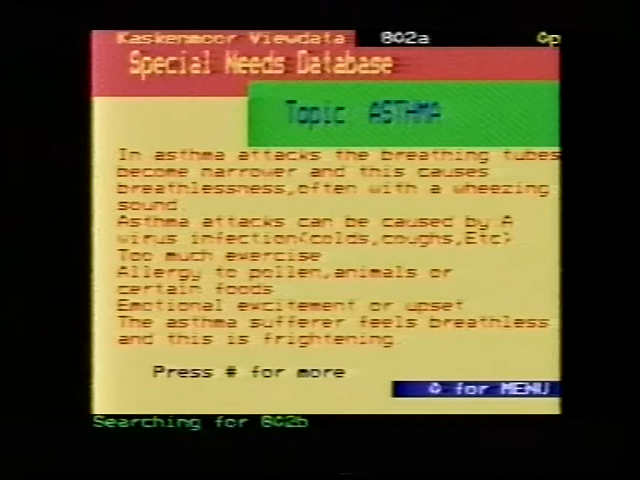 Kaskenmoor Viewdata 802a 0p
Special Needs Database
Topic ASTHMA
In asthma attacks the breathing tubes
become narrower and this causes
breathlessness,often with a wheezing
sound.
Asthma attacks can be caused by A
virus infection(colds,coughs,Etc)
Too much exercise
Allergy to pollen,animals or
certain foods
Emotional excitement or upset
The asthma sufferer feels breathless
and this is frightening.
Press # for more
0 for MENU
Searching for 802b